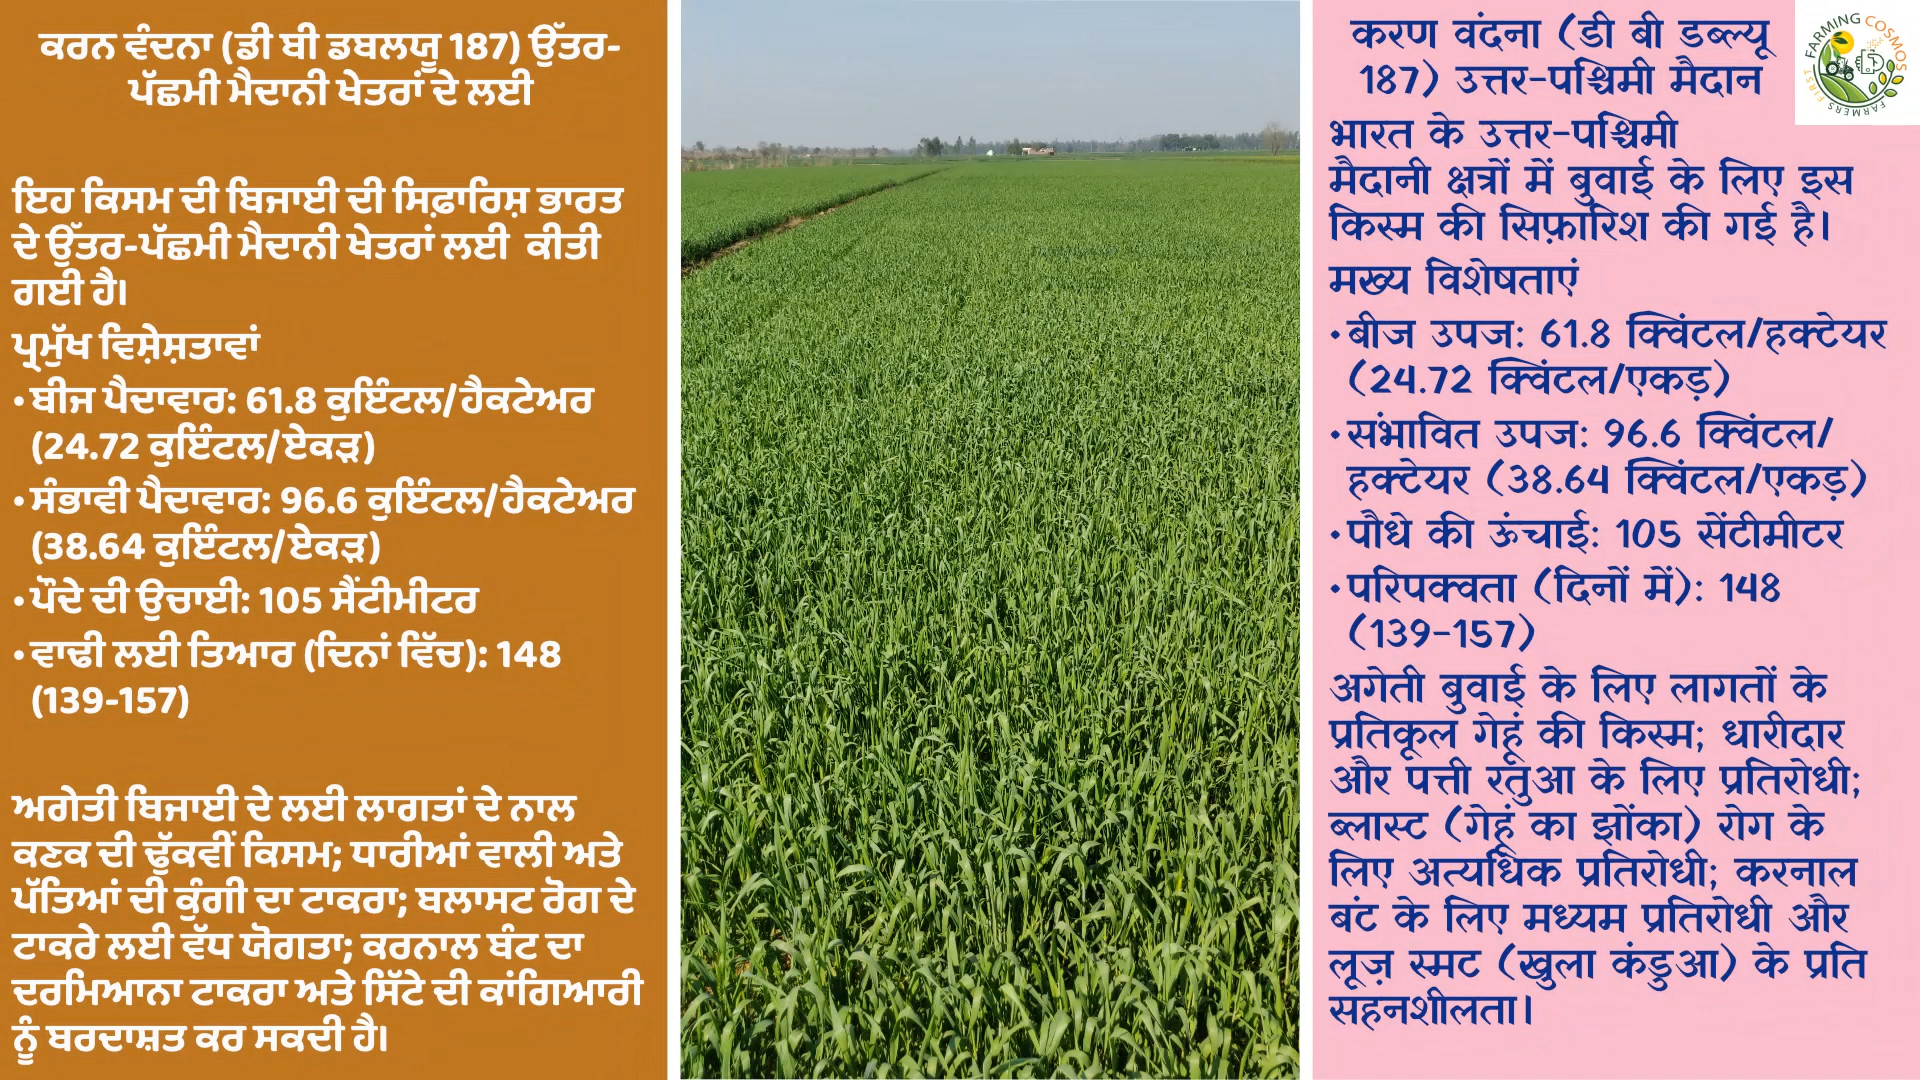 ਕਰਨ ਵੰਦਨਾ (ਡੀ ਬੀ ਡਬਲਯੂ 187) ਉੱਤਰ-
ਪੱਛਮੀ ਮੈਦਾਨੀ ਖੇਤਰਾਂ ਦੇ ਲਈ
ਇਹ ਕਿਸਮ ਦੀ ਬਿਜਾਈ ਦੀ ਸਿਫ਼ਾਰਿਸ਼ ਭਾਰਤ
ਦੇ ਉੱਤਰ-ਪੱਛਮੀ ਮੈਦਾਨੀ ਖੇਤਰਾਂ ਲਈ ਕੀਤੀ
ਗਈ ਹੈ।
ਪ੍ਰਮੁੱਖ ਵਿਸ਼ੇਸ਼ਤਾਵਾਂ
• ਬੀਜ ਪੈਦਾਵਾਰ: 61.8 ਕੁਇੰਟਲ/ਹੈਕਟੇਅਰ
(24.72 ਕੁਇੰਟਲ/ਏਕੜ)
• ਸੰਭਾਵੀ ਪੈਦਾਵਾਰ: 96.6 ਕੁਇੰਟਲ/ਹੈਕਟੇਅਰ
(38.64 ਕੁਇੰਟਲ/ਏਕੜ)
• ਪੌਦੇ ਦੀ ਉਚਾਈ: 105 ਸੈਂਟੀਮੀਟਰ
• ਵਾਢੀ ਲਈ ਤਿਆਰ (ਦਿਨਾਂ ਵਿੱਚ): 148
(139-157)
ਅਗੇਤੀ ਬਿਜਾਈ ਦੇ ਲਈ ਲਾਗਤਾਂ ਦੇ ਨਾਲ
ਕਣਕ ਦੀ ਢੁੱਕਵੀਂ ਕਿਸਮ; ਧਾਰੀਆਂ ਵਾਲੀ ਅਤੇ
ਪੱਤਿਆਂ ਦੀ ਕੁੰਗੀ ਦਾ ਟਾਕਰਾ; ਬਲਾਸਟ ਰੋਗ ਦੇ
ਟਾਕਰੇ ਲਈ ਵੱਧ ਯੋਗਤਾ; ਕਰਨਾਲ ਬੰਟ ਦਾ
ਦਰਮਿਆਨਾ ਟਾਕਰਾ ਅਤੇ ਸਿੱਟੇ ਦੀ ਕਾਂਗਿਆਰੀ
ਨੂੰ ਬਰਦਾਸ਼ਤ ਕਰ ਸਕਦੀ ਹੈ।
करण वंदना (डी बी डब्ल्यू
187) उत्तर-पश्चिमी मैदान
भारत के उत्तर-पश्चिमी
मैदानी क्षत्रों में बुवाई के लिए इस
किस्म की सिफ़ारिश की गई है।
मख्य विशेषताएं
• बीज उपज: 61.8 क्विंटल/हक्टेयर
(24.72 क्विंटल/एकड़)
• संभावित उपज: 96.6 क्विंटल/
हक्टेयर (38.64 क्विंटल/एकड़)
• पौधे की ऊंचाई: 105 सेंटीमीटर
• परिपक्वता (दिनों में): 148
(139-157)
अगेती बुवाई के लिए लागतों के
प्रतिकूल गेहूं की किस्म; धारीदार
और पत्ती रतुआ के लिए प्रतिरोधी;
ब्लास्ट (गेहूं का झोंका) रोग के
लिए अत्यधिक प्रतिरोधी; करनाल
बंट के लिए मध्यम प्रतिरोधी और
लूज़ स्मट (खुला कंडुआ) के प्रति
सहनशीलता।
FARMING COSMOS
FARMERS FIRST